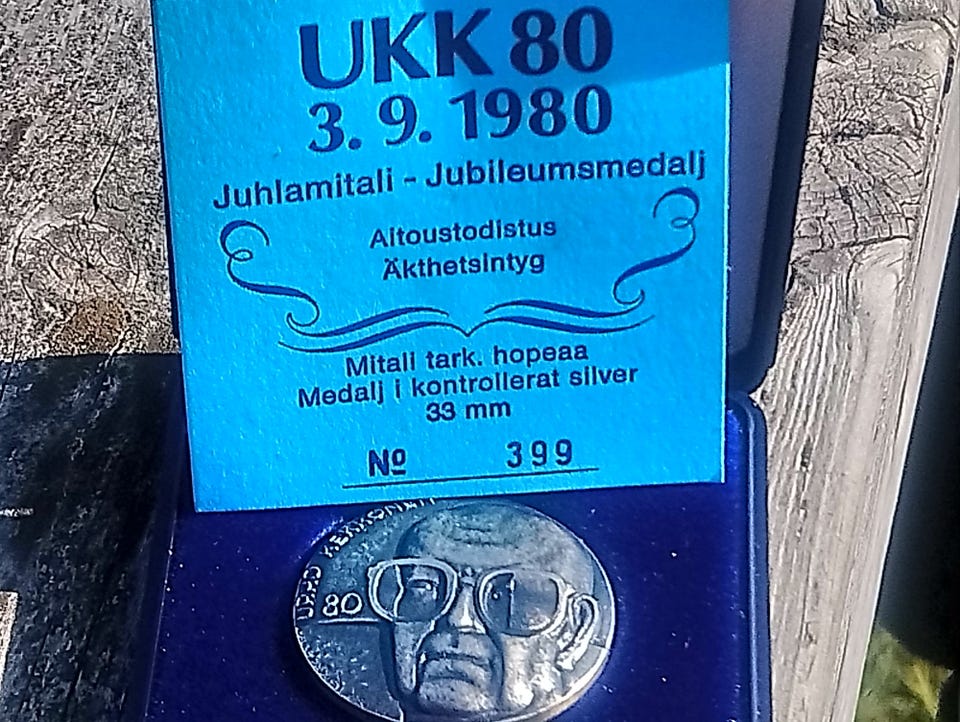 UKK 80
3. 9. 1980
Juhlamitali - Jubileumsmedalj
Aitoustodistus
Äkthetsintyg
Mitali tark. hopeaa
Medalj i kontrollerat silver
33 mm
Nº 399
URHO KEKKONEN
80